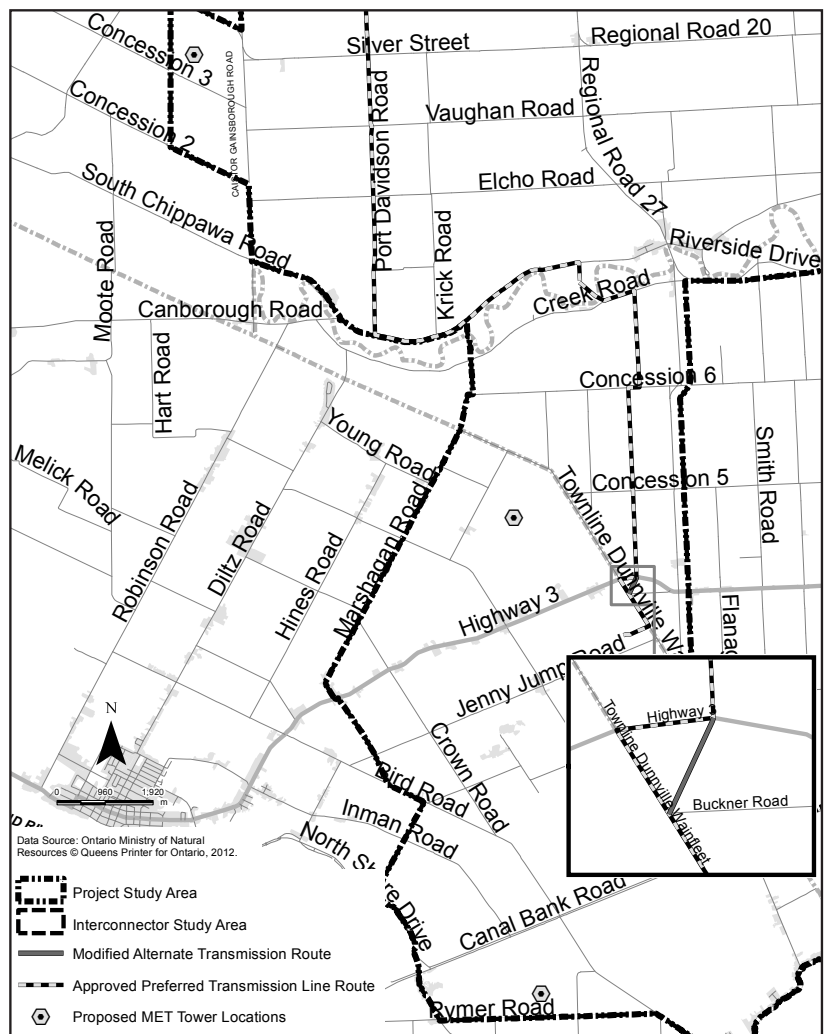 Silver Street
Regional Road 20
Concession 3
CAISTOR GAINSBOROUGH ROAD
Port Davidson Road
Vaughan Road
Regional Road 27
Concession 2
Elcho Road
South Chippawa Road
Moote Road
Krick Road
Riverside Drive
Creek Road
Canborough Road
Hart Road
Concession 6
Young Road
Smith Road
Melick Road
Concession 5
Robinson Road
Diltz Road
Hines Road
Marshagan Road
Townline Dunnville Wa
Highway 3
Flanag
Jenny Jump Road
N
Crown Road
Highway 3
Townline Dunnville Wainfleet
Buckner Road
0 960 1,920
m
Bird Road
Inman Road
Data Source: Ontario Ministry of Natural
Resources © Queens Printer for Ontario, 2012.
North S
re Drive
Canal Bank Road
Rymer Road
Project Study Area
Interconnector Study Area
Modified Alternate Transmission Route
Approved Preferred Transmission Line Route
Proposed MET Tower Locations